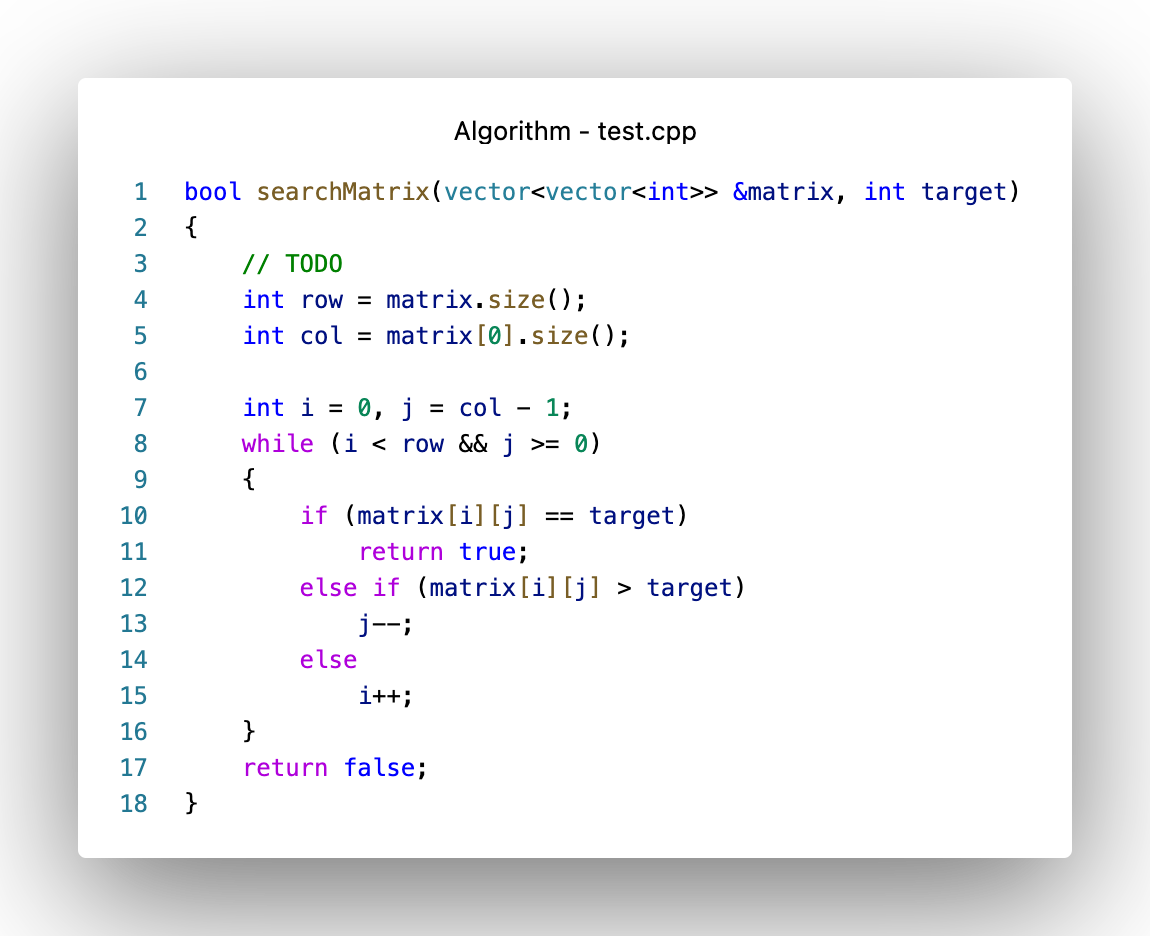 Algorithm - test.cpp
1 bool searchMatrix(vector<vector<int>> &matrix, int target)
2 {
3     // TODO
4     int row = matrix.size();
5     int col = matrix[0].size();
6
7     int i = 0, j = col - 1;
8     while (i < row && j >= 0)
9     {
10         if (matrix[i][j] == target)
11             return true;
12         else if (matrix[i][j] > target)
13             j--;
14         else
15             i++;
16     }
17     return false;
18 }